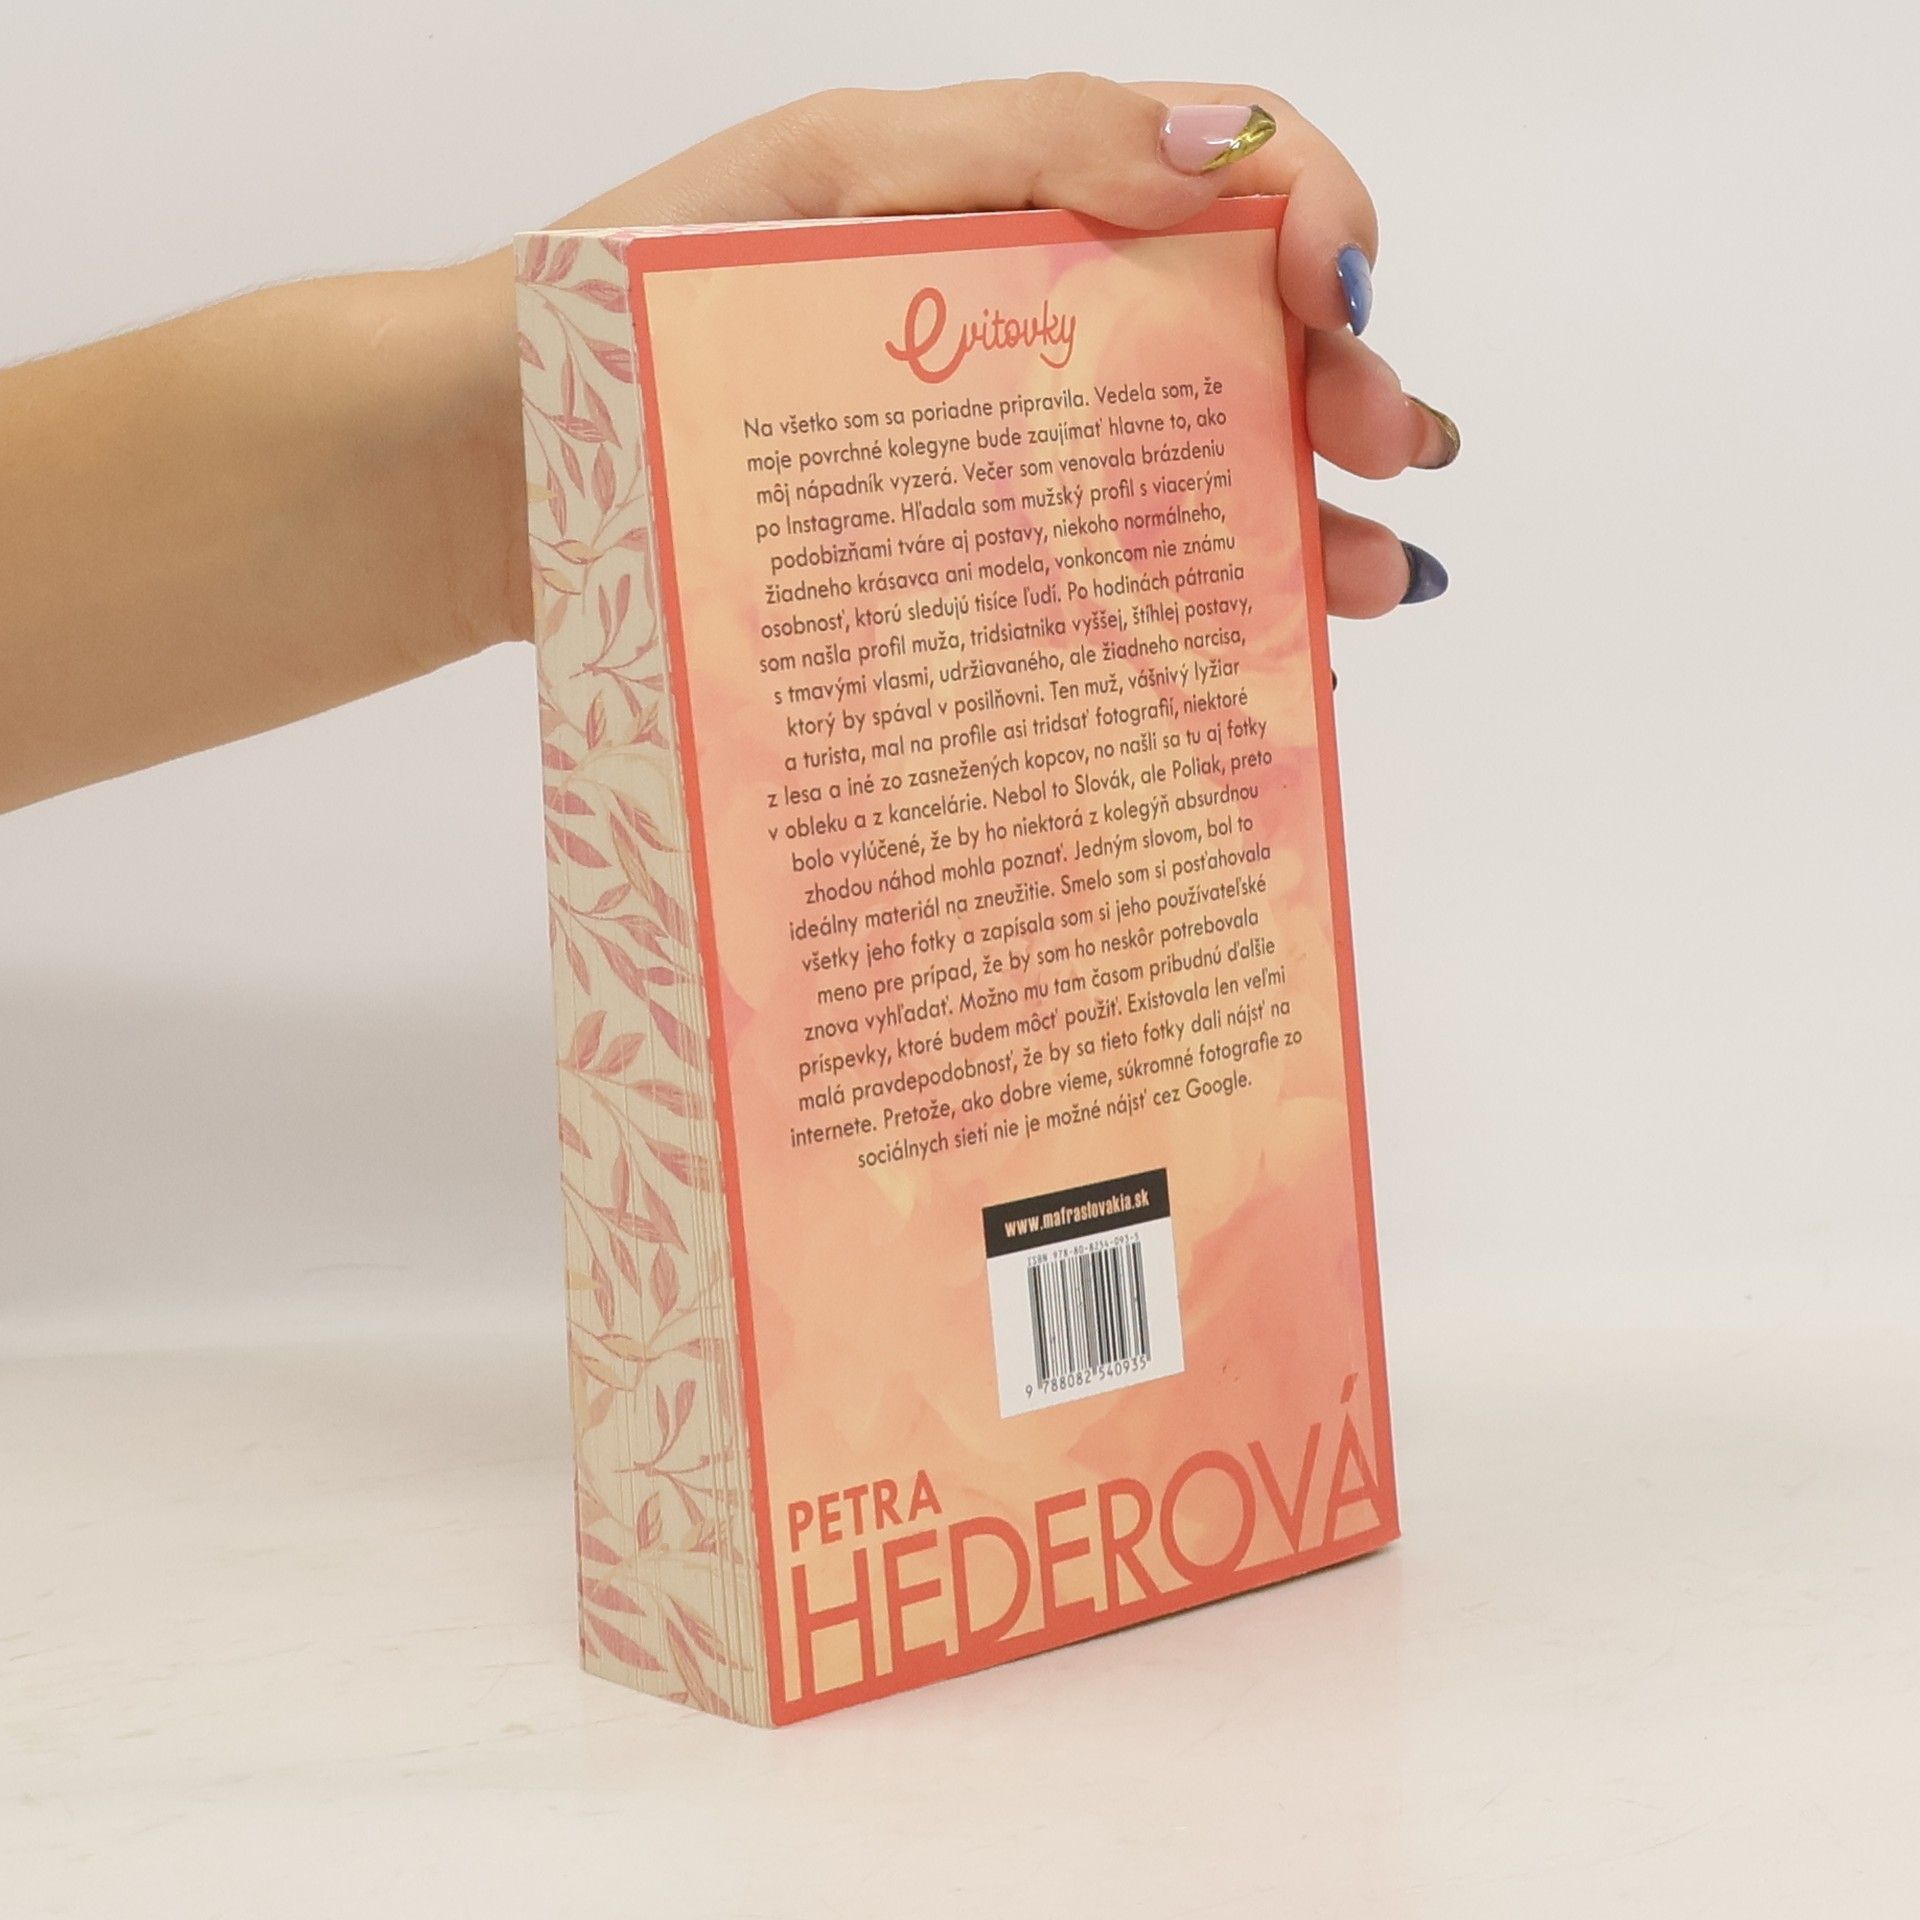 evitovky
Na všetko som sa poriadne pripravila. Vedela som, že
moje povrchné kolegyne bude zaujímať hlavne to, ako
môj nápadník vyzerá. Večer som venovala brázdeniu
po Instagrame. Hľadala som mužský profil s viacerými
podobizňami tváre aj postavy, niekoho normálneho,
žiadneho krásavca ani modela, vonkoncom nie známu
osobnosť, ktorú sledujú tisíce ľudí. Po hodinách pátrania
som našla profil muža, tridsiatnika vyššej, štíhlej postavy,
s tmavými vlasmi, udržiavaného, ale žiadneho narcisa,
ktorý by spával v posilňovni. Ten muž, vášnivý lyžiar
a turista, mal na profile asi tridsať fotografií, niektoré
z lesa a iné zo zasnežených kopcov, no našli sa tu aj fotky
v obleku a z kancelárie. Nebol to Slovák, ale Poliak, preto
bolo vylúčené, že by ho niektorá z kolegýň absurdnou
zhodou náhod mohla poznať. Jedným slovom, bol to
ideálny materiál na zneužitie. Smelo som si posťahovala
všetky jeho fotky a zapísala som si jeho používateľské
meno pre prípad, že by som ho neskôr potrebovala
znova vyhľadať. Možno mu tam časom pribudnú ďalšie
príspevky, ktoré budem môcť použiť. Existovala len veľmi
malá pravdepodobnosť, že by sa tieto fotky dali nájsť na
internete. Pretože, ako dobre vieme, súkromné fotografie zo
sociálnych sietí nie je možné nájsť cez Google.
www.mafraslovakia.sk
ISBN 978-80-8254-093-5
9 788082 540935
PETRA
HEDEROVÁ